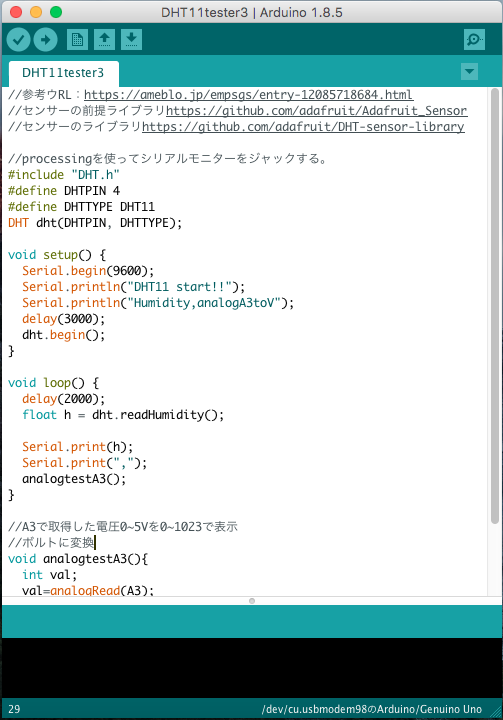 DHT11tester3 | Arduino 1.8.5
DHT11tester3
//参考ウRL：https://ameblo.jp/empsgs/entry-12085718684.html
//センサーの前提ライブラリhttps://github.com/adafruit/Adafruit_Sensor
//センサーのライブラリhttps://github.com/adafruit/DHT-sensor-library
//processingを使ってシリアルモニターをジャックする。
#include "DHT.h"
#define DHTPIN 4
#define DHTTYPE DHT11
DHT dht(DHTPIN, DHTTYPE);
void setup() {
Serial.begin(9600);
Serial.println("DHT11 start!!");
Serial.println("Humidity,analogA3toV");
delay(3000);
dht.begin();
}
void loop() {
delay(2000);
float h = dht.readHumidity();
Serial.print(h);
Serial.print(",");
analogtestA3();
}
//A3で取得した電圧0~5Vを0~1023で表示
//ボルトに変換
void analogtestA3(){
int val;
val=analogRead(A3);
29
/dev/cu.usbmodem98のArduino/Genuino Uno